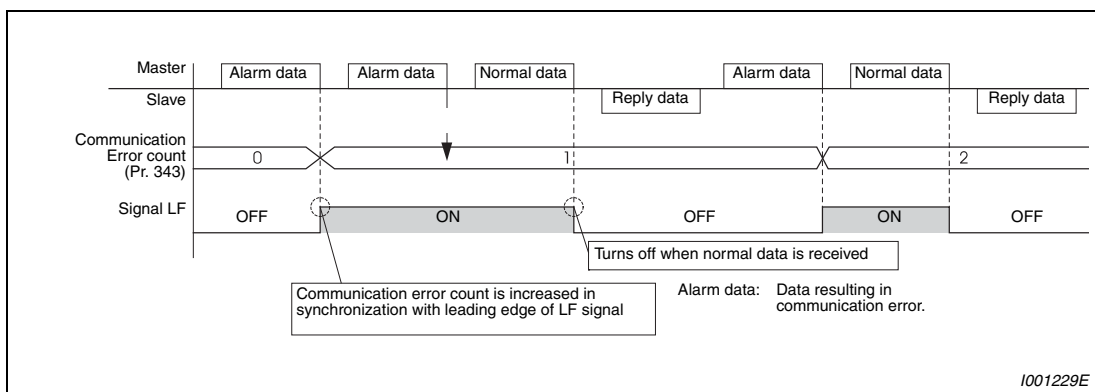 Master
Alarm data
Alarm data
Normal data
Alarm data
Normal data
Slave
Reply data
Reply data
Communication
Error count
(Pr. 343)
0
1
2
Signal LF
OFF
ON
OFF
ON
OFF
Turns off when normal data is received
Communication error count is increased in
synchronization with leading edge of LF signal
Alarm data: Data resulting in
communication error.
I001229E